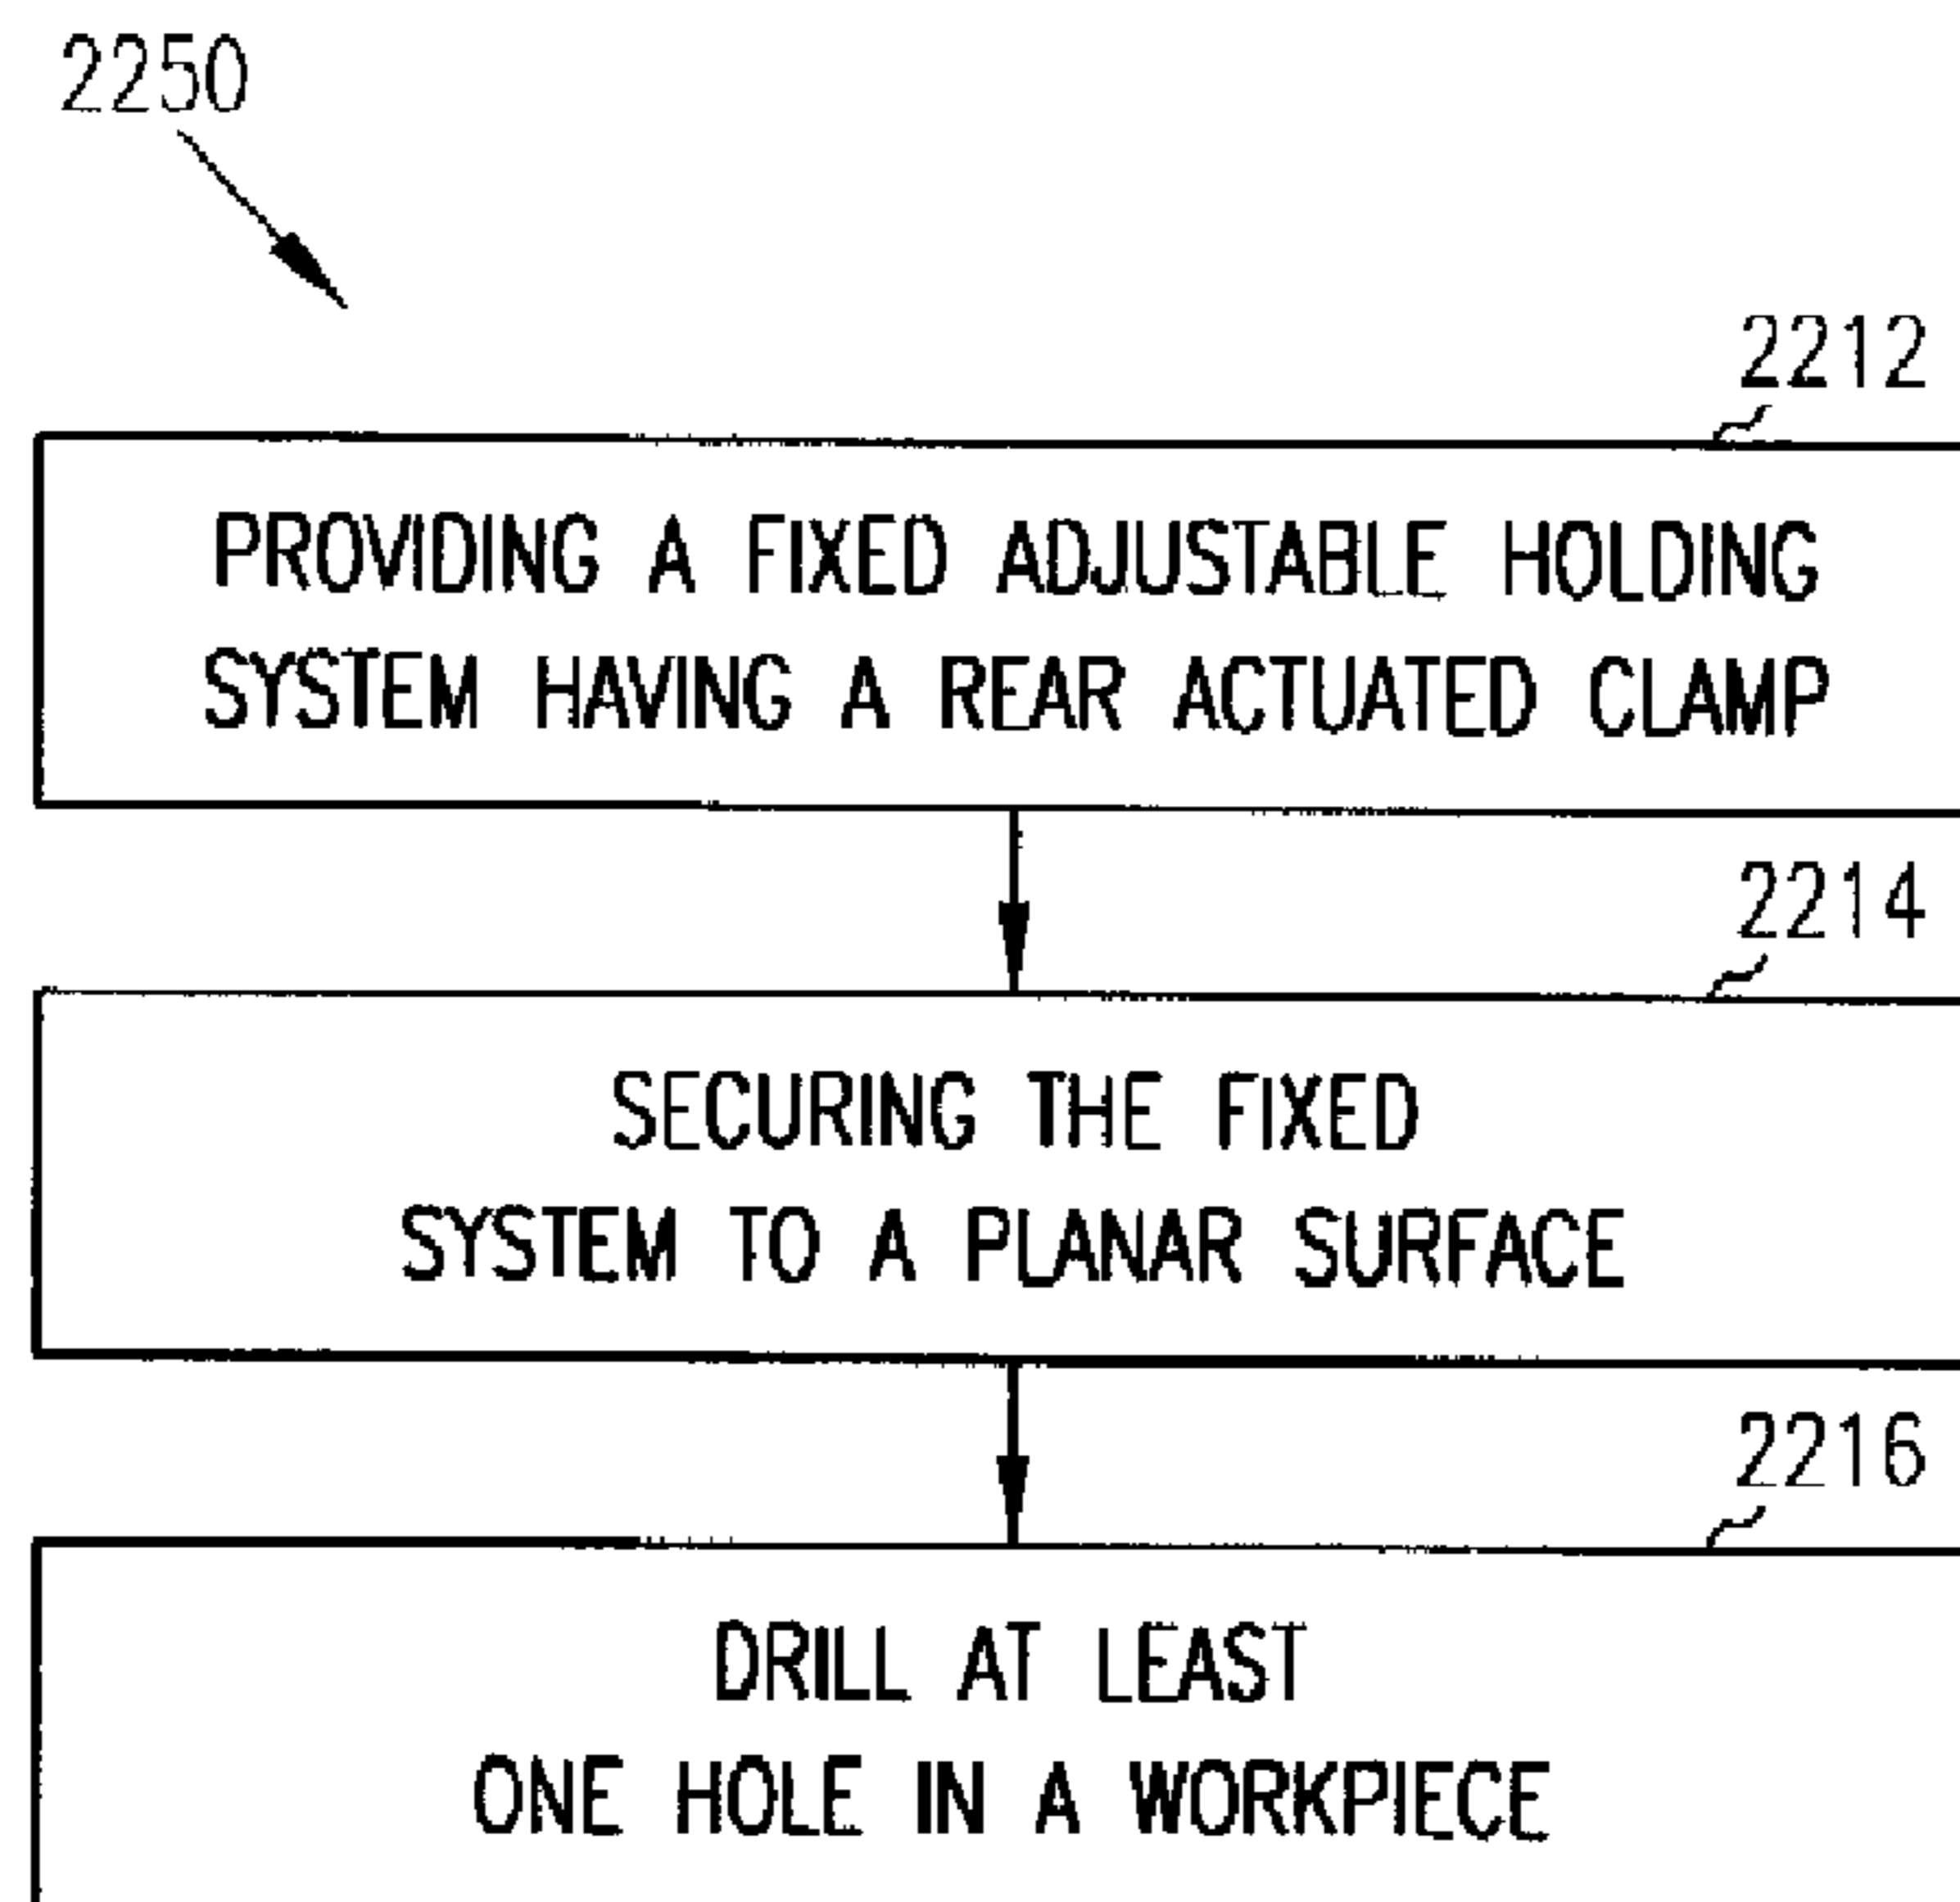 2250
2212
PROVIDING A FIXED ADJUSTABLE HOLDING
SYSTEM HAVING A REAR ACTUATED CLAMP
2214
SECURING THE FIXED
SYSTEM TO A PLANAR SURFACE
2216
DRILL AT LEAST
ONE HOLE IN A WORKPIECE